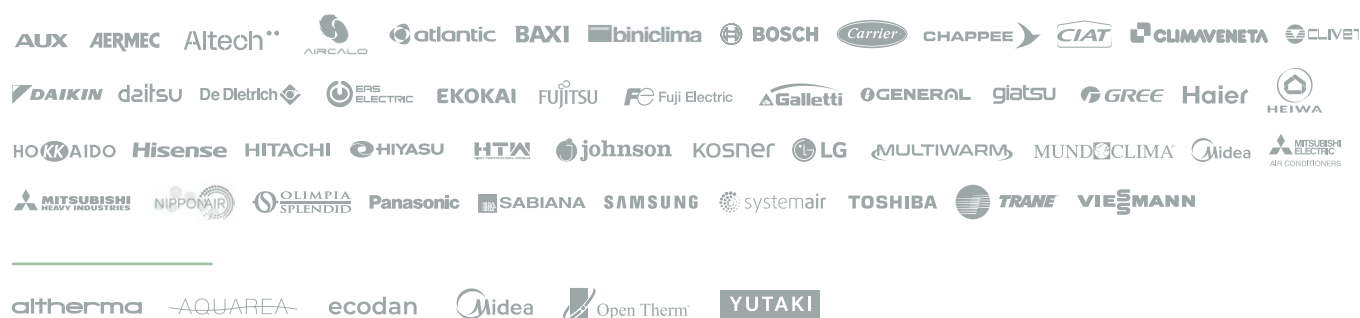 AUX AERMEC Altech AIRCALO atlantic BAXI biniclima BOSCH Carrier CHAPPEE CIAT CLIMAVENETA CLIVET
DAIKIN daitsu De Dietrich EAS ELECTRIC EKOKAI FUJITSU Fe Fuji Electric Galletti GENERAL giatsu GREE Haier HEIWA
HOKKAIDO Hisense HITACHI HIYASU HTW johnson KOSNER LG MULTIWARM MUNDOCLIMA Midea MITSUBISHI ELECTRIC AIR CONDITIONERS
MITSUBISHI HEAVY INDUSTRIES NIPPONAIR OLIMPIA SPLENDID Panasonic SABIANA SAMSUNG systemair TOSHIBA TRANE VIESSMANN
altherma AQUAREA ecodan Midea Open Therm YUTAKI